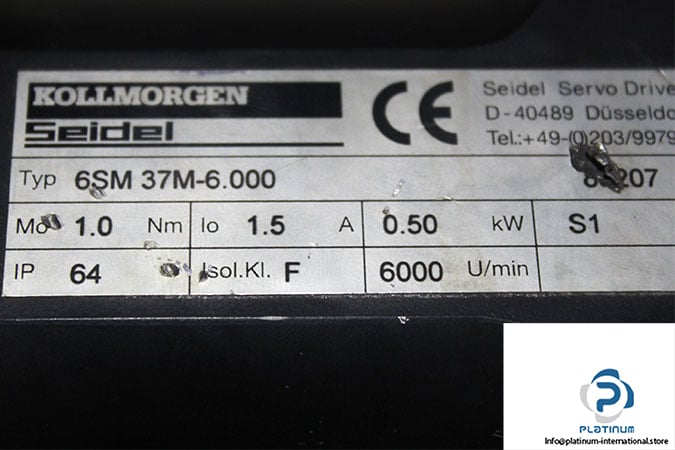 KOLLMORGEN
Seidel
CE
Seidel Servo Drive
D-40489 Düsseldo
Tel.:+49-(0)203/9979
Typ 6SM 37M-6.000
Mo 1.0 Nm Io 1.5 A 0.50 kW S1
IP 64 Isol.Kl. F 6000 U/min
P
PLATINUM
Info@platinum-international.store